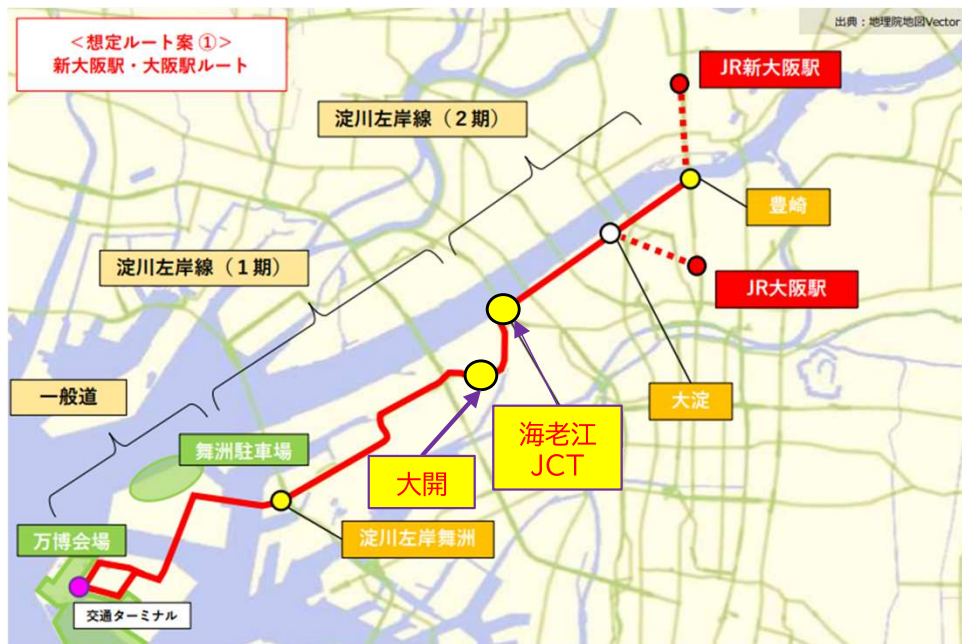 出典：地理院地図Vector
＜想定ルート案 ①＞
新大阪駅・大阪駅ルート
JR新大阪駅
淀川左岸線（２期）
豊崎
淀川左岸線（１期）
JR大阪駅
一般道
大淀
海老江
JCT
舞洲駐車場
大開
淀川左岸舞洲
万博会場
交通ターミナル